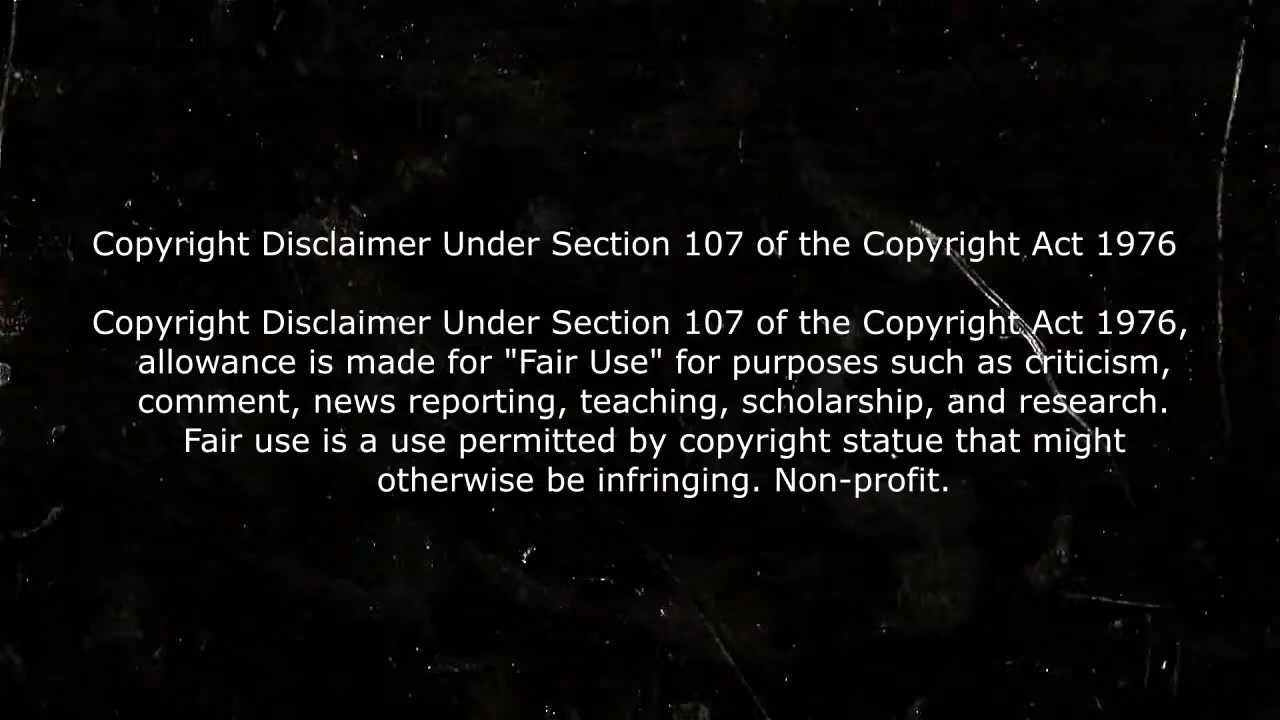 Copyright Disclaimer Under Section 107 of the Copyright Act 1976
Copyright Disclaimer Under Section 107 of the Copyright Act 1976,
allowance is made for "Fair Use" for purposes such as criticism,
comment, news reporting, teaching, scholarship, and research.
Fair use is a use permitted by copyright statue that might
otherwise be infringing. Non-profit.